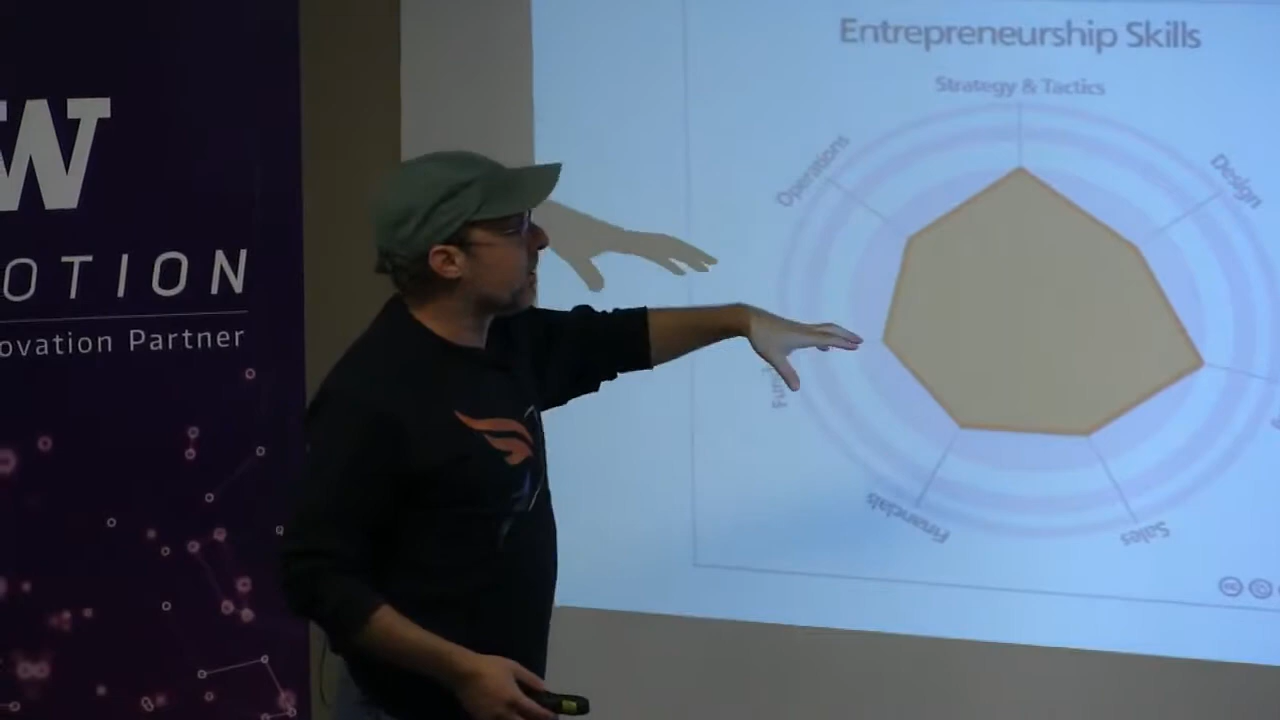 W
OTION
ovation Partner
Entrepreneurship Skills
Strategy & Tactics
Operations
Design
Financials
Sales